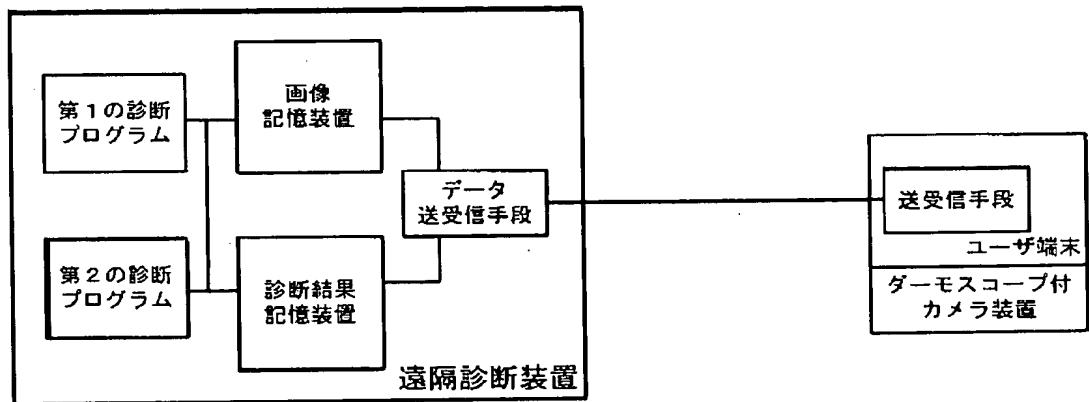 第1の診断
プログラム
画像
記憶装置
データ
送受信手段
第2の診断
プログラム
診断結果
記憶装置
遠隔診断装置
送受信手段
ユーザ端末
ダーモスコープ付
カメラ装置